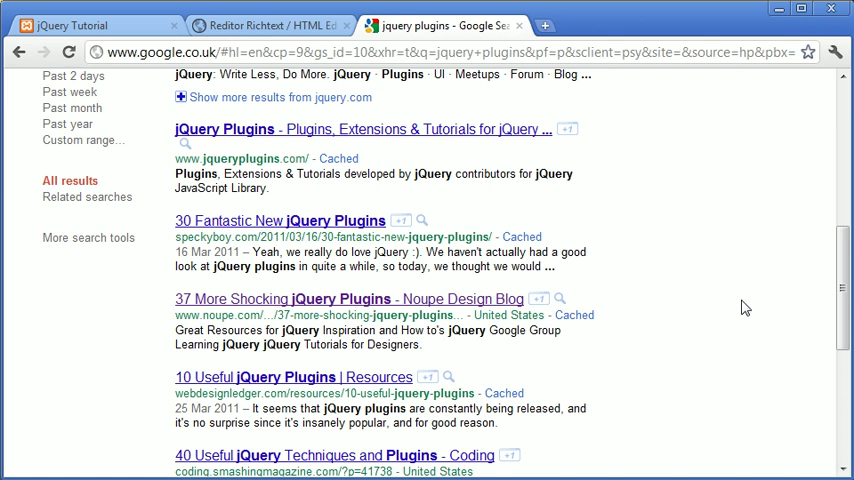 jQuery Tutorial
Reditor Richtext / HTML Ed
jquery plugins - Google Sea
www.google.co.uk/#hl=en&cp=9&gs_id=10&xhr=t&q=jquery+plugins&pf=p&sclient=psy&site=&source=hp&pbx=
Past 2 days
Past week
Past month
Past year
Custom range...
All results
Related searches
More search tools
jQuery: Write Less, Do More. jQuery · Plugins · UI · Meetups · Forum · Blog ...
Show more results from jquery.com
jQuery Plugins - Plugins, Extensions & Tutorials for jQuery ... +1
www.jqueryplugins.com/ - Cached
Plugins, Extensions & Tutorials developed by jQuery contributors for jQuery
JavaScript Library.
30 Fantastic New jQuery Plugins +1
speckyboy.com/2011/03/16/30-fantastic-new-jquery-plugins/ - Cached
16 Mar 2011 – Yeah, we really do love jQuery :). We haven't actually had a good
look at jQuery plugins in quite a while, so today, we thought we would ...
37 More Shocking jQuery Plugins - Noupe Design Blog +1
www.noupe.com/.../37-more-shocking-jquery-plugins... - United States - Cached
Great Resources for jQuery Inspiration and How to's jQuery Google Group
Learning jQuery jQuery Tutorials for Designers.
10 Useful jQuery Plugins | Resources +1
webdesignledger.com/resources/10-useful-jquery-plugins - Cached
25 Mar 2011 – It seems that jQuery plugins are constantly being released, and
it's no surprise since it's insanely popular, and for good reason.
40 Useful jQuery Techniques and Plugins - Coding +1
coding.smashingmagazine.com/?p=41738 - United States